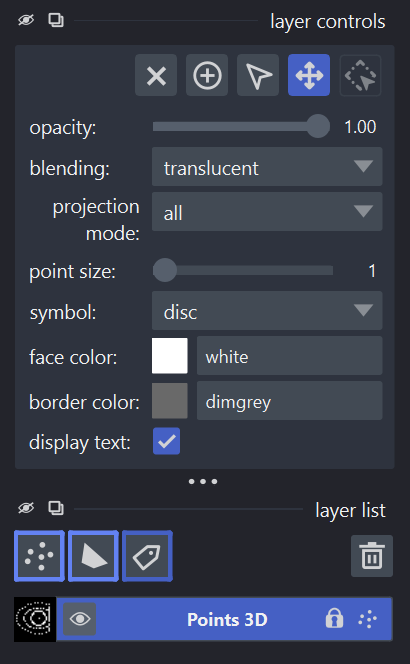 layer controls
opacity: 1.00
blending: translucent
projection mode: all
point size: 1
symbol: disc
face color: white
border color: dimgrey
display text:
layer list
Points 3D